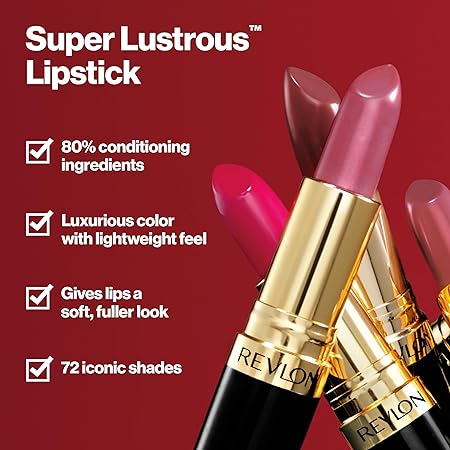 Super Lustrous™
Lipstick
80% conditioning
ingredients
Luxurious color
with lightweight feel
Gives lips a
soft, fuller look
72 iconic shades
REVLON
REVLON